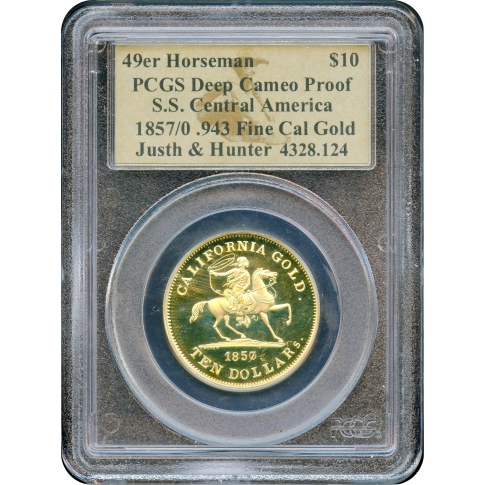 49er Horseman $10
PCGS Deep Cameo Proof
S.S. Central America
1857/0 .943 Fine Cal Gold
Justh & Hunter 4328.124
CALIFORNIA GOLD
1857
TEN DOLLARs.
PCGS